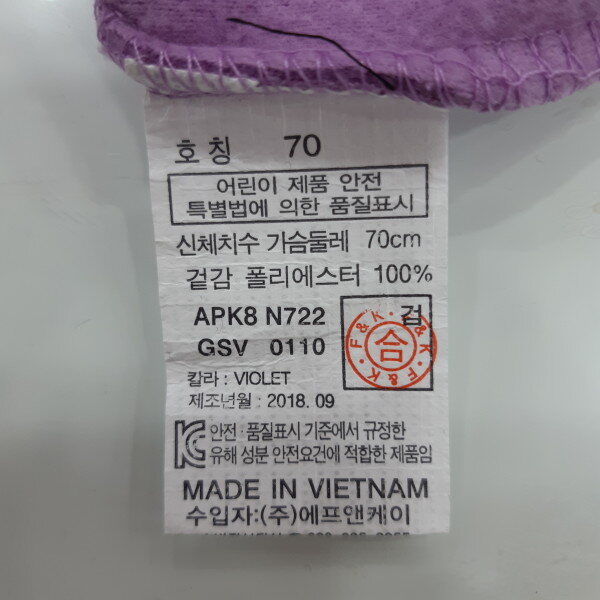 호 칭 70
어린이 제품 안전
특별법에 의한 품질표시
신체치수 가슴둘레 70cm
겉감 폴리에스터 100%
APK8 N722
GSV 0110
검
F&K · F&K · F&K ·
合
칼라 : VIOLET
제조년월 : 2018. 09
안전 · 품질표시 기준에서 규정한
유해 성분 안전요건에 적합한 제품임
MADE IN VIETNAM
수입자:(주)에프앤케이